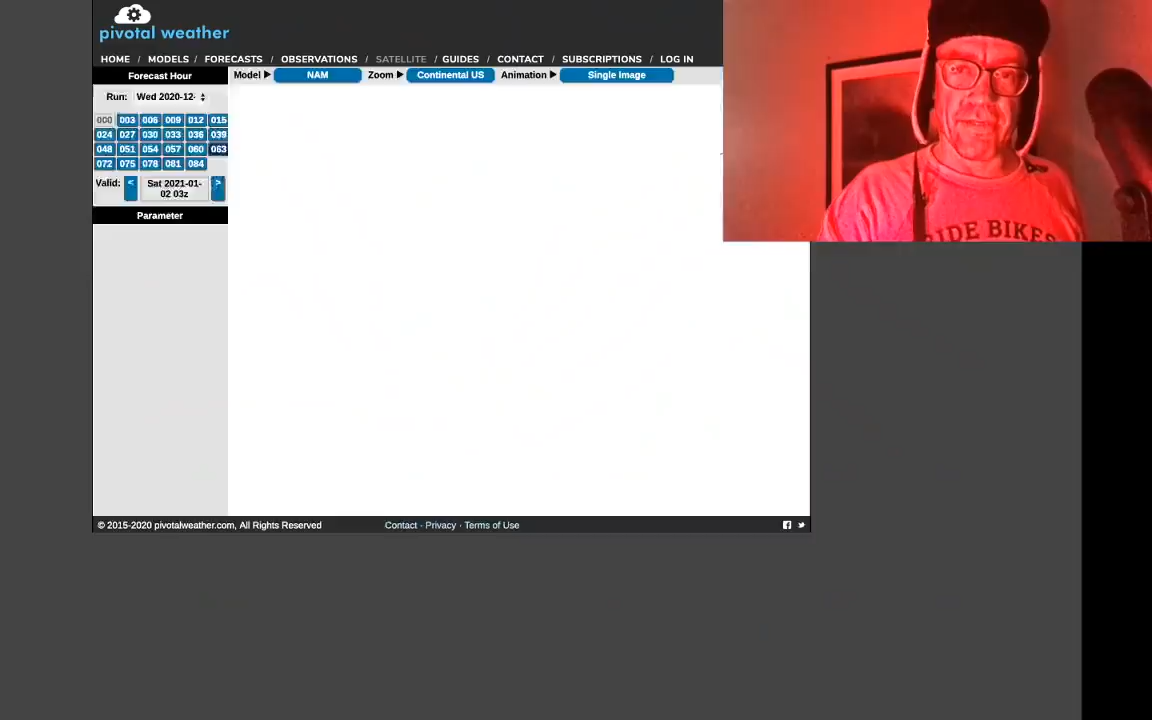 pivotal weather
HOME / MODELS / FORECASTS / OBSERVATIONS / SATELLITE / GUIDES / CONTACT / SUBSCRIPTIONS / LOG IN
Forecast Hour
Model NAM Zoom Continental US Animation Single Image
Run: Wed 2020-12-
000 003 006 009 012 015
024 027 030 033 036 039
048 051 054 057 060 063
072 075 078 081 084
Valid: < Sat 2021-01-
02 03z >
Parameter
RIDE BIKES
© 2015-2020 pivotalweather.com, All Rights Reserved
Contact - Privacy · Terms of Use